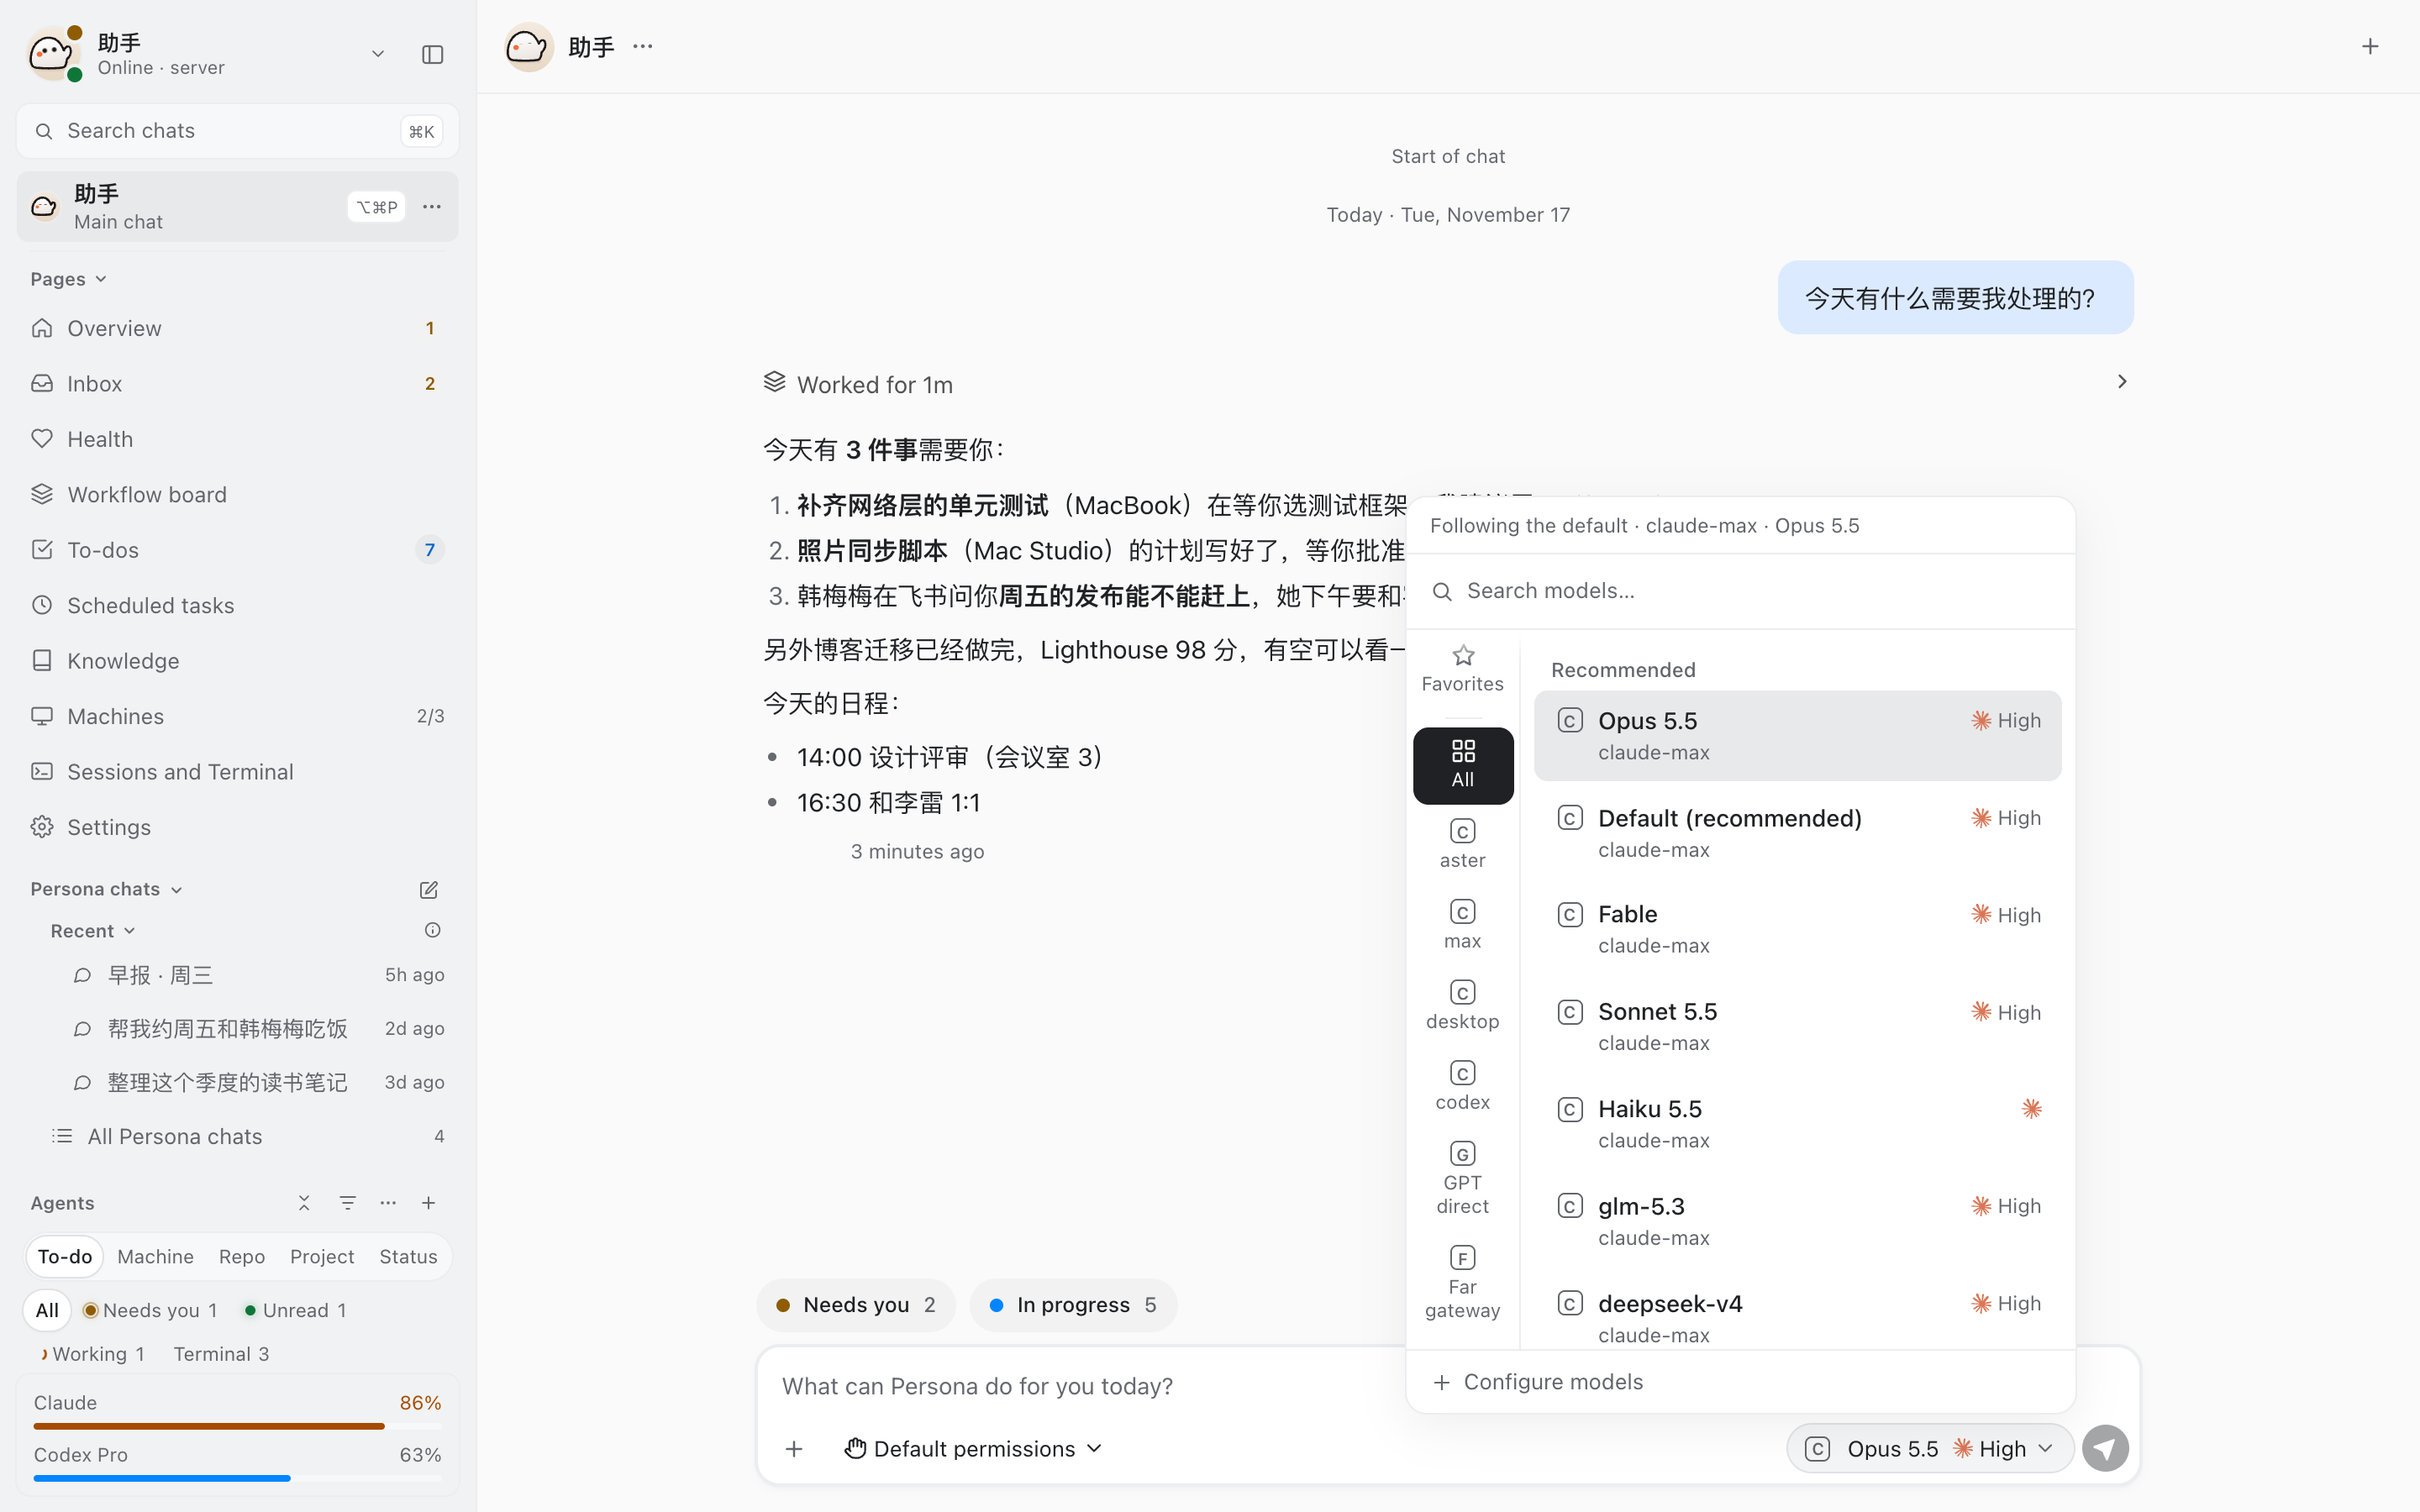 助手
Online · server
Search chats
⌘K
助手
Main chat
⌥⌘P
Pages
Overview
1
Inbox
2
Health
Workflow board
To-dos
7
Scheduled tasks
Knowledge
Machines
2/3
Sessions and Terminal
Settings
Persona chats
Recent
早报 · 周三
5h ago
帮我约周五和韩梅梅吃饭
2d ago
整理这个季度的读书笔记
3d ago
All Persona chats
4
Agents
To-do
Machine
Repo
Project
Status
All
Needs you 1
Unread 1
Working 1
Terminal 3
Claude
86%
Codex Pro
63%
助手
Start of chat
Today · Tue, November 17
今天有什么需要我处理的?
Worked for 1m
今天有 3 件事需要你：
1. 补齐网络层的单元测试（MacBook）在等你选测试框架
2. 照片同步脚本（Mac Studio）的计划写好了，等你批准
3. 韩梅梅在飞书问你周五的发布能不能赶上，她下午要和
另外博客迁移已经做完，Lighthouse 98 分，有空可以看一
今天的日程：
14:00 设计评审（会议室 3）
16:30 和李雷 1:1
3 minutes ago
Needs you 2
In progress 5
What can Persona do for you today?
Default permissions
C Opus 5.5 High
Following the default · claude-max · Opus 5.5
Search models...
Favorites
All
C
aster
C
max
C
desktop
C
codex
G
GPT
direct
F
Far
gateway
Recommended
C Opus 5.5 High
claude-max
C Default (recommended) High
claude-max
C Fable High
claude-max
C Sonnet 5.5 High
claude-max
C Haiku 5.5
claude-max
C glm-5.3 High
claude-max
C deepseek-v4 High
claude-max
Configure models